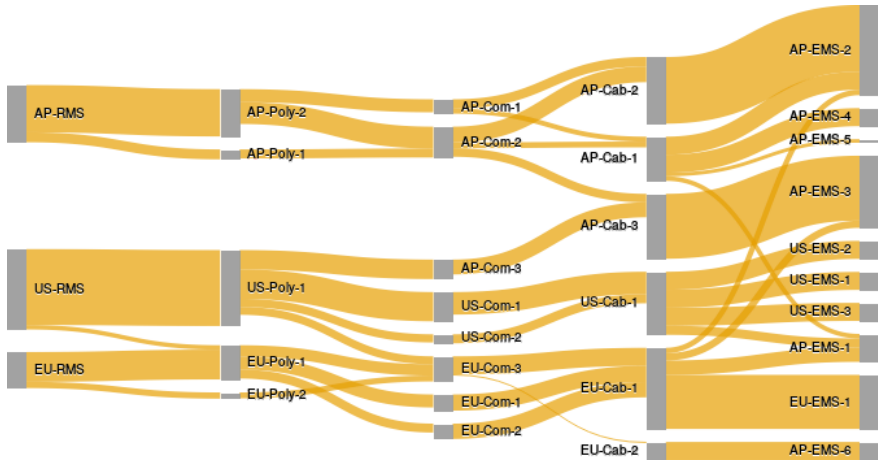 AP-RMS
US-RMS
EU-RMS
AP-Poly-2
AP-Poly-1
US-Poly-1
EU-Poly-1
EU-Poly-2
AP-Com-1
AP-Com-2
AP-Com-3
US-Com-1
US-Com-2
EU-Com-3
EU-Com-1
EU-Com-2
AP-Cab-2
AP-Cab-1
AP-Cab-3
US-Cab-1
EU-Cab-1
EU-Cab-2
AP-EMS-2
AP-EMS-4
AP-EMS-5
AP-EMS-3
US-EMS-2
US-EMS-1
US-EMS-3
AP-EMS-1
EU-EMS-1
AP-EMS-6